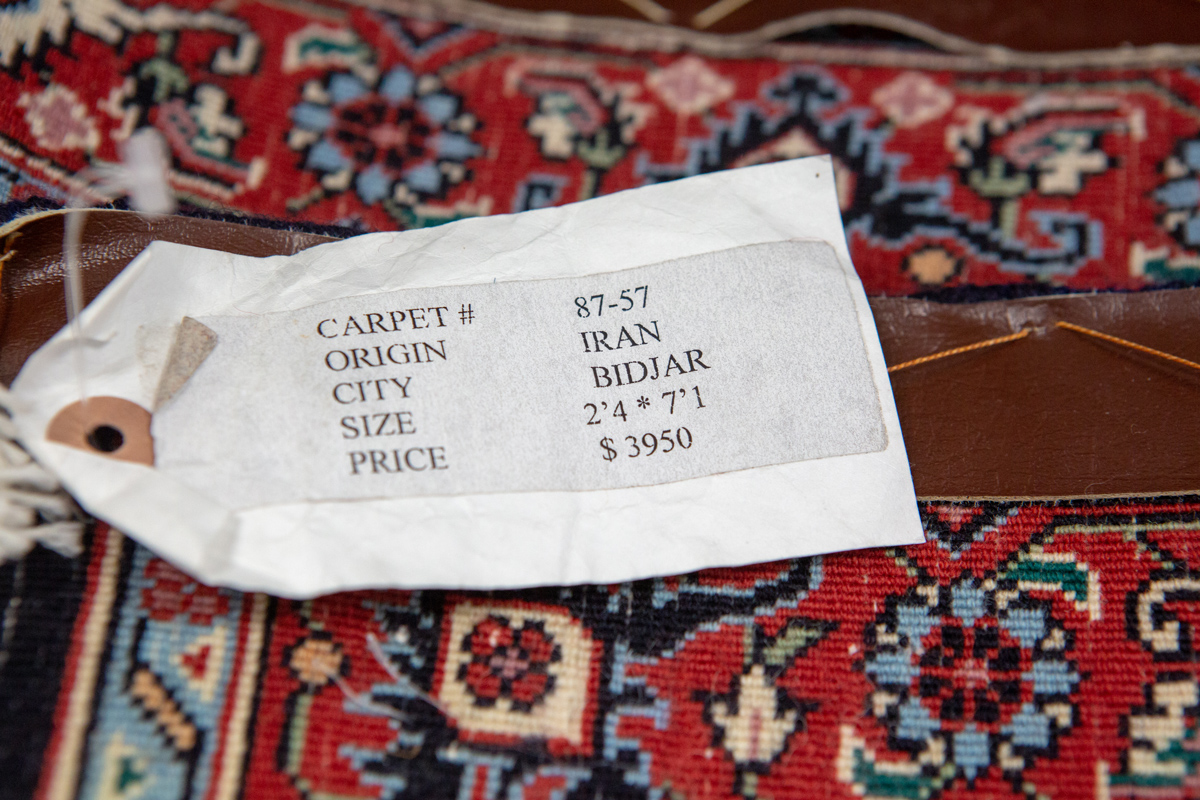 CARPET # 87-57
ORIGIN IRAN
CITY BIDJAR
SIZE 2'4 * 7'1
PRICE $ 3950